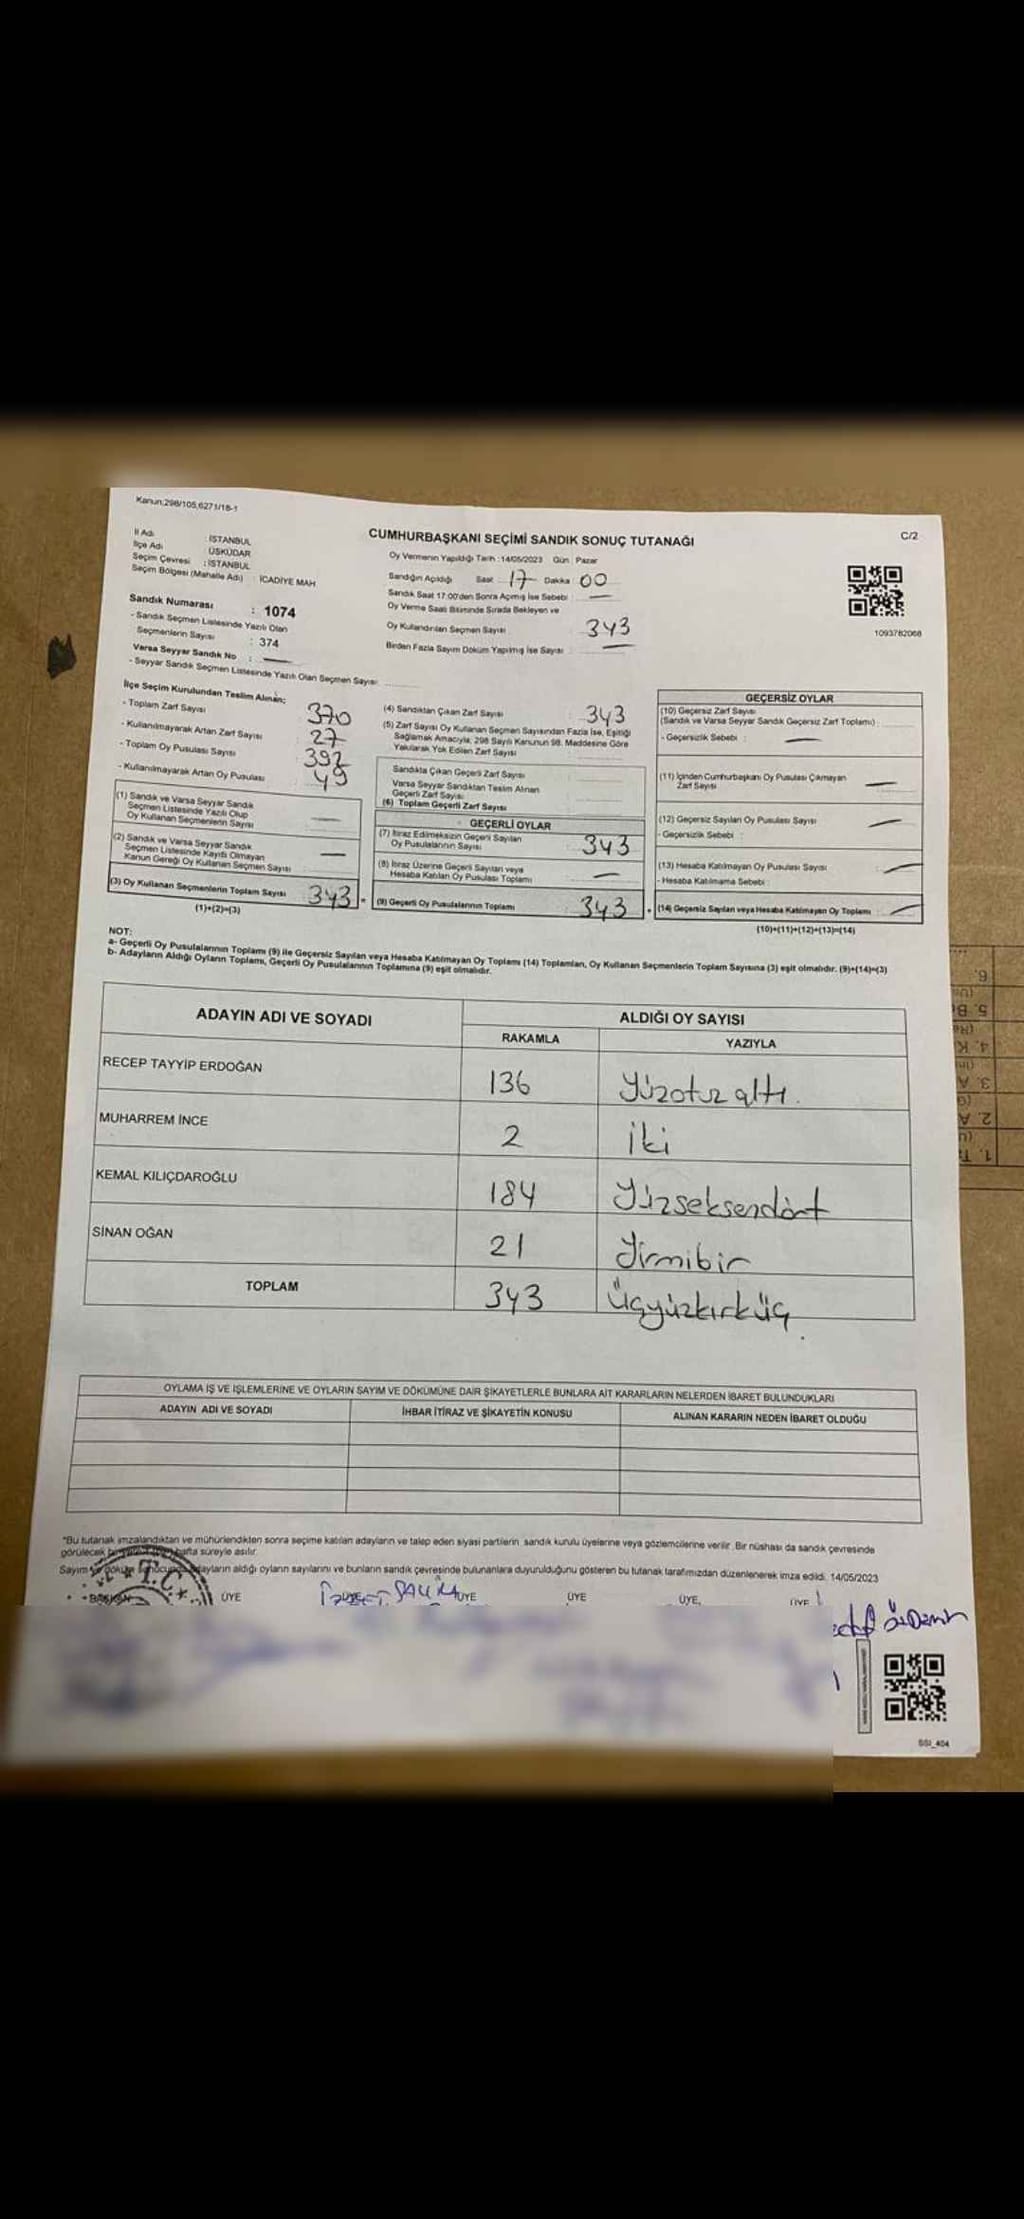 Kanun:298/105,6271/18-1
CUMHURBAŞKANI SEÇİMİ SANDIK SONUÇ TUTANAĞI
C/2
İl Adı : İSTANBUL
İlçe Adı : ÜSKÜDAR
Seçim Çevresi : İSTANBUL
Seçim Bölgesi (Mahalle Adı) : İCADİYE MAH
Sandık Numarası : 1074
- Sandık Seçmen Listesinde Yazılı Olan
Seçmenlerin Sayısı : 374
Varsa Seyyar Sandık No : —
- Seyyar Sandık Seçmen Listesinde Yazılı Olan Seçmen Sayısı
Oy Vermenin Yapıldığı Tarih :14/05/2023 Gün : Pazar
Sandığın Açıldığı Saat 17 Dakika 00
Sandık Saat 17:00'den Sonra Açılmış İse Sebebi : —
Oy Verme Saati Bitiminde Sırada Bekleyen ve
Oy Kullandırılan Seçmen Sayısı 343
Birden Fazla Sayım Döküm Yapılmış İse Sayısı : —
1093782068
İlçe Seçim Kurulundan Teslim Alınan;
- Toplam Zarf Sayısı 370
- Kullanılmayarak Artan Zarf Sayısı 27
- Toplam Oy Pusulası Sayısı 392
- Kullanılmayarak Artan Oy Pusulası 49
(1) Sandık ve Varsa Seyyar Sandık
Seçmen Listesinde Yazılı Olup
Oy Kullanan Seçmenlerin Sayısı —
(2) Sandık ve Varsa Seyyar Sandık
Seçmen Listesinde Kayıtlı Olmayan
Kanun Gereği Oy Kullanan Seçmen Sayısı —
(3) Oy Kullanan Seçmenlerin Toplam Sayısı 343 =
(1)+(2)=(3)
(4) Sandıktan Çıkan Zarf Sayısı : 343
(5) Zarf Sayısı Oy Kullanan Seçmen Sayısından Fazla İse, Eşitliği
Sağlamak Amacıyla, 298 Sayılı Kanunun 98. Maddesine Göre
Yakılarak Yok Edilen Zarf Sayısı
Sandıkta Çıkan Geçerli Zarf Sayısı
Varsa Seyyar Sandıktan Teslim Alınan
Geçerli Zarf Sayısı
(6) Toplam Geçerli Zarf Sayısı
GEÇERLİ OYLAR
(7) İtiraz Edilmeksizin Geçerli Sayılan
Oy Pusulalarının Sayısı 343
(8) İtiraz Üzerine Geçerli Sayılan veya
Hesaba Katılan Oy Pusulası Toplamı —
(9) Geçerli Oy Pusulalarının Toplamı 343 +
GEÇERSİZ OYLAR
(10) Geçersiz Zarf Sayısı
(Sandık ve Varsa Seyyar Sandık Geçersiz Zarf Toplamı) :
- Geçersizlik Sebebi : —
(11) İçinden Cumhurbaşkanı Oy Pusulası Çıkmayan
Zarf Sayısı —
(12) Geçersiz Sayılan Oy Pusulası Sayısı —
- Geçersizlik Sebebi :
(13) Hesaba Katılmayan Oy Pusulası Sayısı —
- Hesaba Katılmama Sebebi :
(14) Geçersiz Sayılan veya Hesaba Katılmayan Oy Toplamı —
(10)+(11)+(12)+(13)=(14)
NOT:
a- Geçerli Oy Pusulalarının Toplamı (9) ile Geçersiz Sayılan veya Hesaba Katılmayan Oy Toplamı (14) Toplamları, Oy Kullanan Seçmenlerin Toplam Sayısına (3) eşit olmalıdır. (9)+(14)=(3)
b- Adayların Aldığı Oyların Toplamı, Geçerli Oy Pusulalarının Toplamına (9) eşit olmalıdır.
ADAYIN ADI VE SOYADI
ALDIĞI OY SAYISI
RAKAMLA YAZIYLA
RECEP TAYYİP ERDOĞAN 136 Yüzotuz altı.
MUHARREM İNCE 2 İki
KEMAL KILIÇDAROĞLU 184 Yüzseksendört
SİNAN OĞAN 21 Yirmibir
TOPLAM 343 Üçyüzkırküç.
OYLAMA İŞ VE İŞLEMLERİNE VE OYLARIN SAYIM VE DÖKÜMÜNE DAİR ŞİKAYETLERLE BUNLARA AİT KARARLARIN NELERDEN İBARET BULUNDUKLARI
ADAYIN ADI VE SOYADI İHBAR İTİRAZ VE ŞİKAYETİN KONUSU ALINAN KARARIN NEDEN İBARET OLDUĞU
*Bu tutanak imzalandıktan ve mühürlendikten sonra seçime katılan adayların ve talep eden siyasi partilerin sandık kurulu üyelerine veya gözlemcilerine verilir. Bir nüshası da sandık çevresinde
görülecek hafta süreyle asılır.
Sayım ve döküm adayların aldığı oyların sayılarını ve bunların sandık çevresinde bulunanlara duyurulduğunu gösteren bu tutanak tarafımızdan düzenlenerek imza edildi. 14/05/2023
T.C.
BAŞKAN ÜYE ÜYE ÜYE ÜYE ÜYE
SSI_404